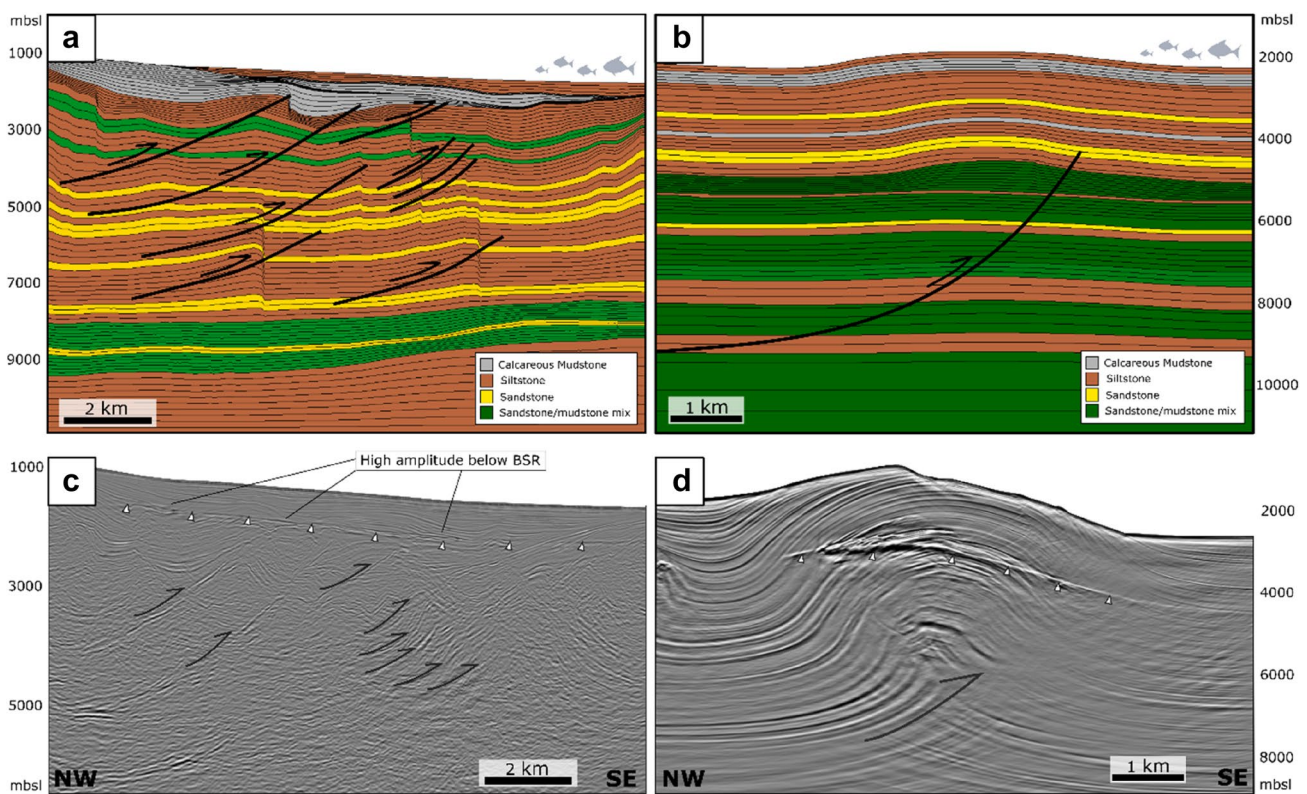 mbsl
a
1000
3000
5000
7000
9000
Calcareous Mudstone
Siltstone
Sandstone
Sandstone/mudstone mix
2 km
b
mbsl
2000
4000
6000
8000
10000
Calcareous Mudstone
Siltstone
Sandstone
Sandstone/mudstone mix
1 km
c
1000
High amplitude below BSR
3000
5000
mbsl
NW
2 km
SE
d
2000
4000
6000
8000
mbsl
NW
1 km
SE